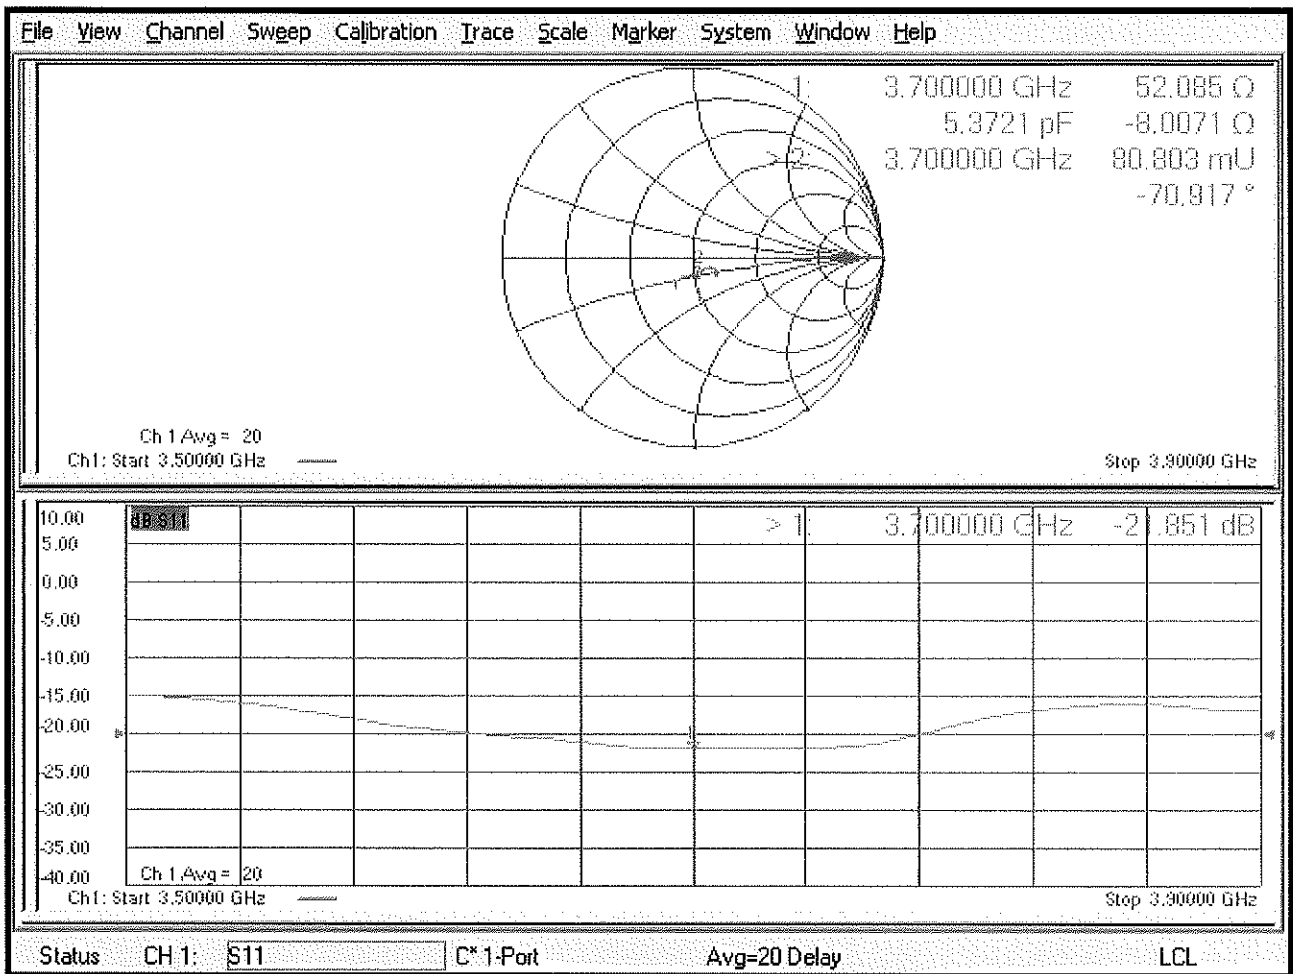 File View Channel Sweep Calibration Trace Scale Marker System Window Help
1: 3.700000 GHz 52.085 Ω
5.3721 pF -8.0071 Ω
> 2: 3.700000 GHz 80.803 mU
-70.917 °
Ch 1 Avg = 20
Ch1: Start 3.50000 GHz Stop 3.90000 GHz
10.00 dB S11 > 1: 3.700000 GHz -21.851 dB
5.00
0.00
-5.00
-10.00
-15.00
-20.00
-25.00
-30.00
-35.00
-40.00 Ch 1 Avg = 20
Ch1: Start 3.50000 GHz Stop 3.90000 GHz
Status CH 1: S11 C* 1-Port Avg=20 Delay LCL